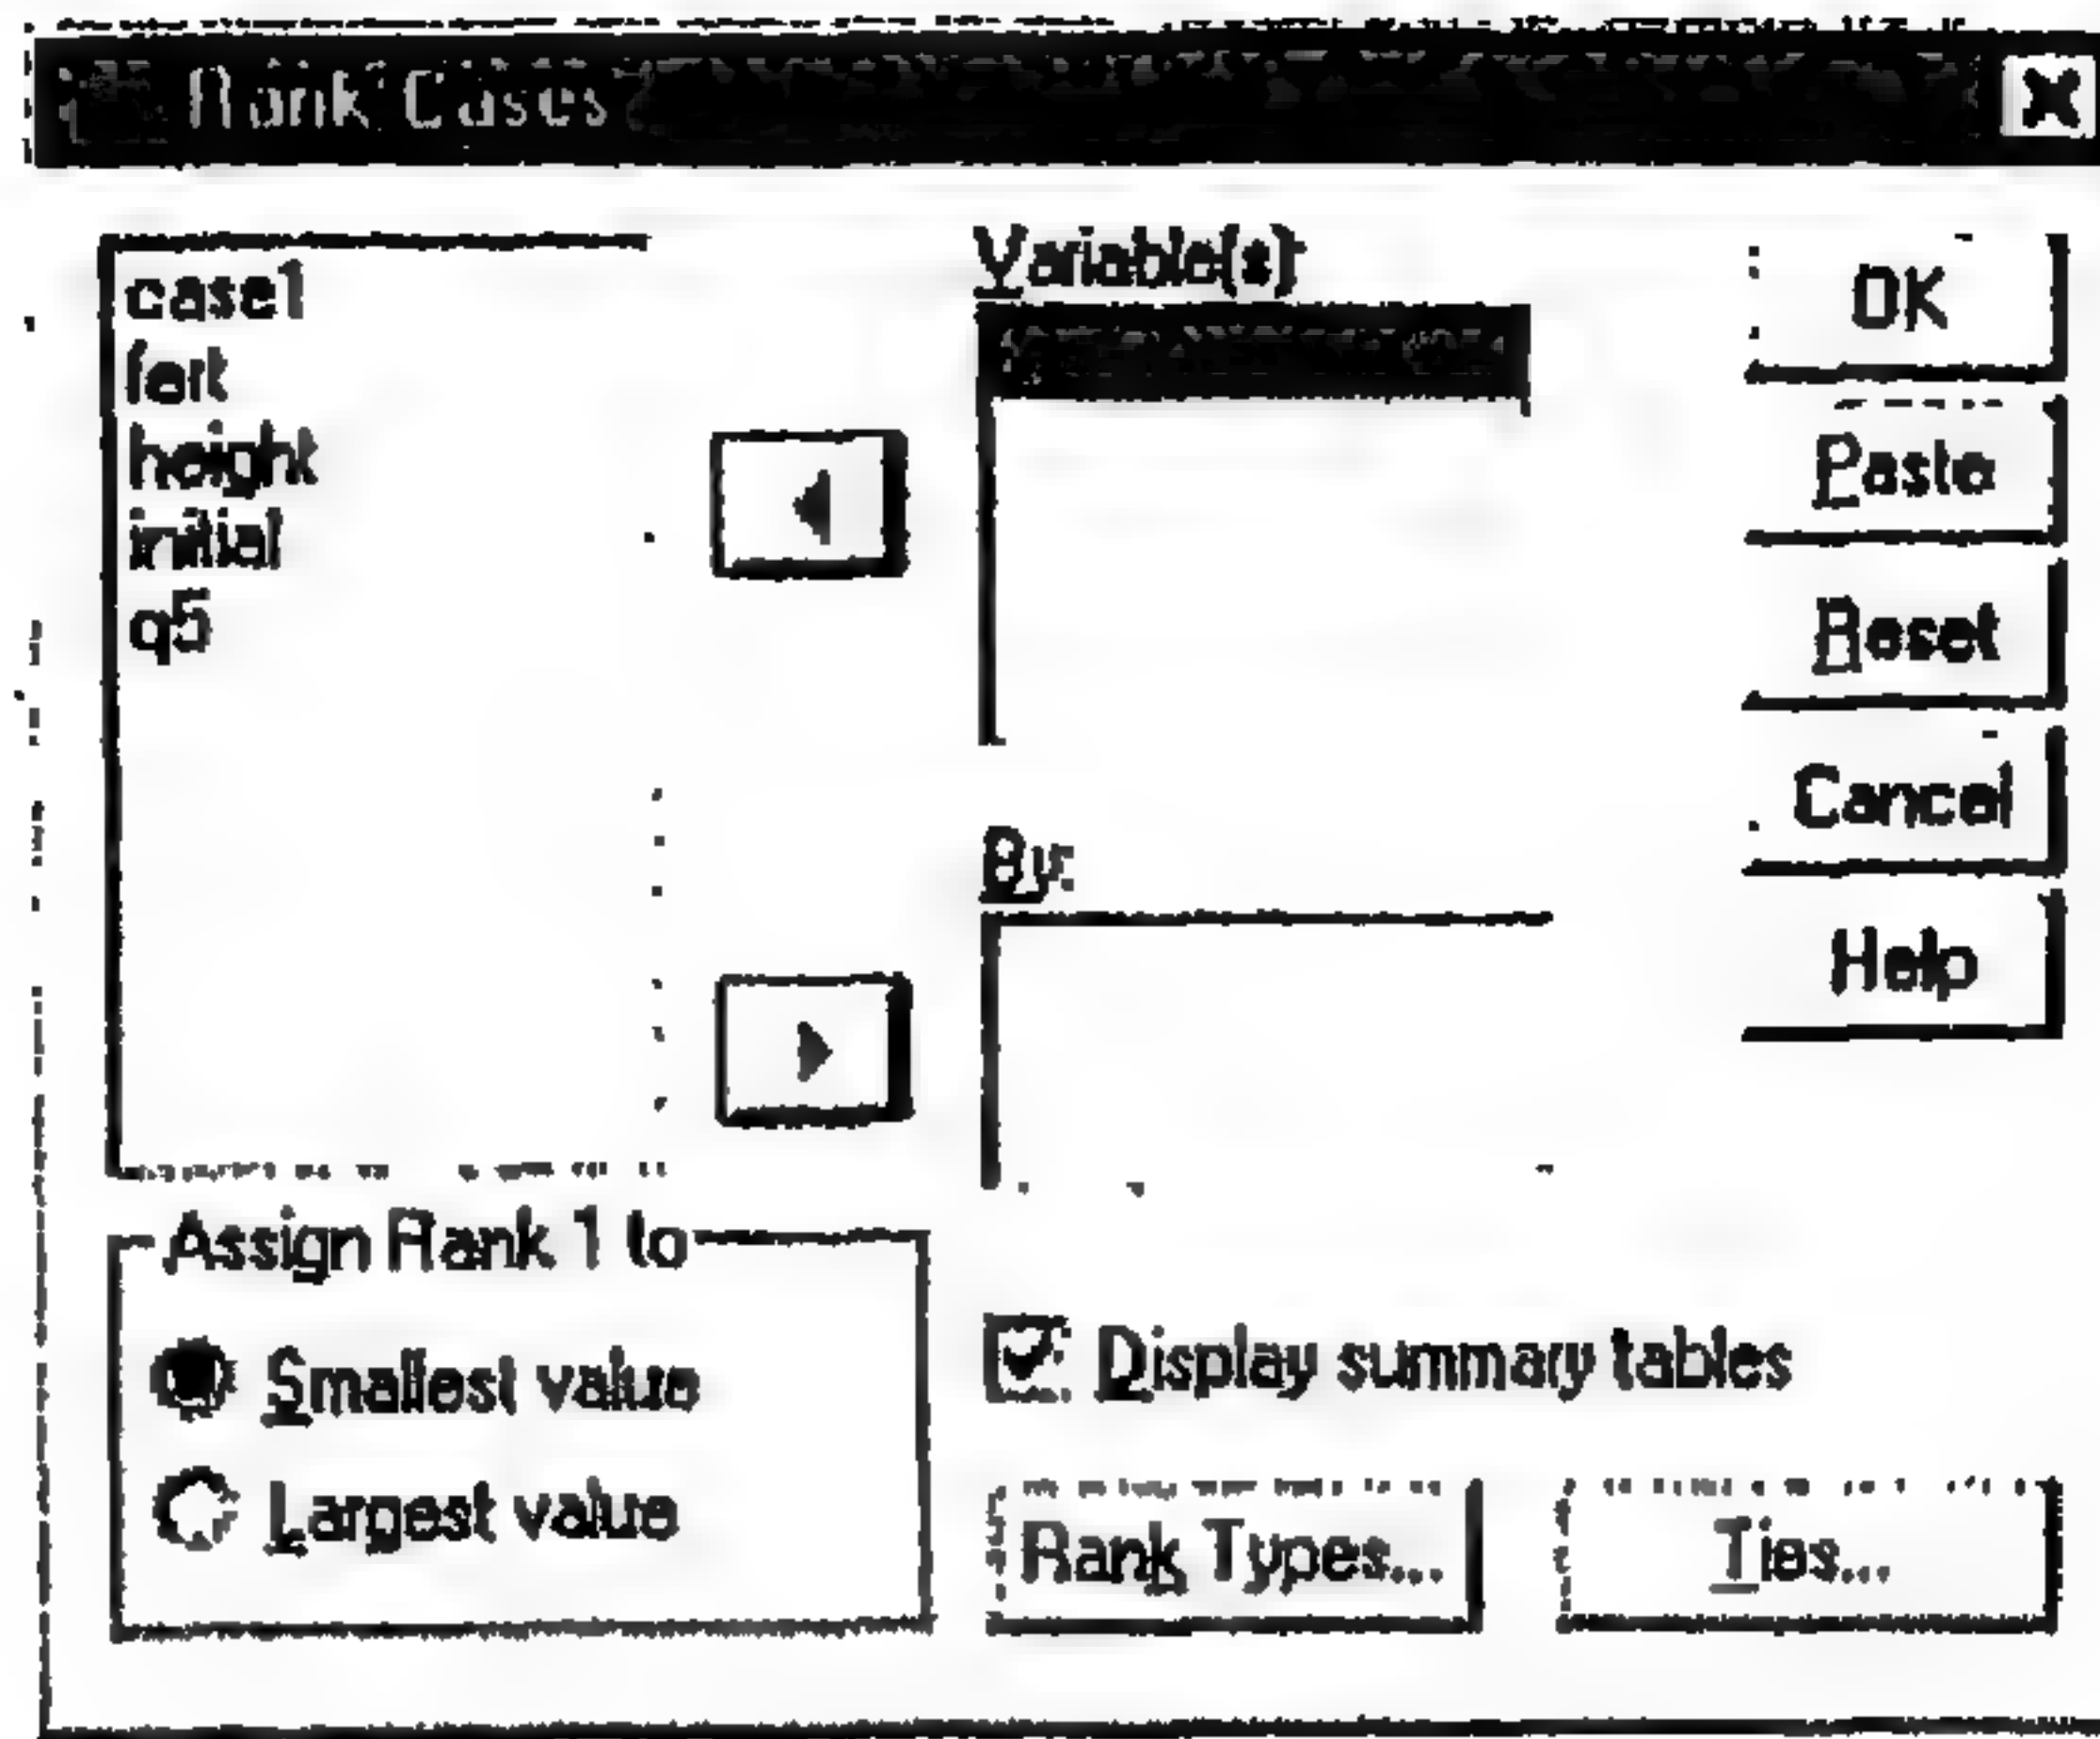 Rank Cases
case1
fert
height
initial
q5
Variable(s):
By:
OK
Paste
Reset
Cancel
Help
Assign Rank 1 to
Smallest value
Largest value
Display summary tables
Rank Types...
Ties...